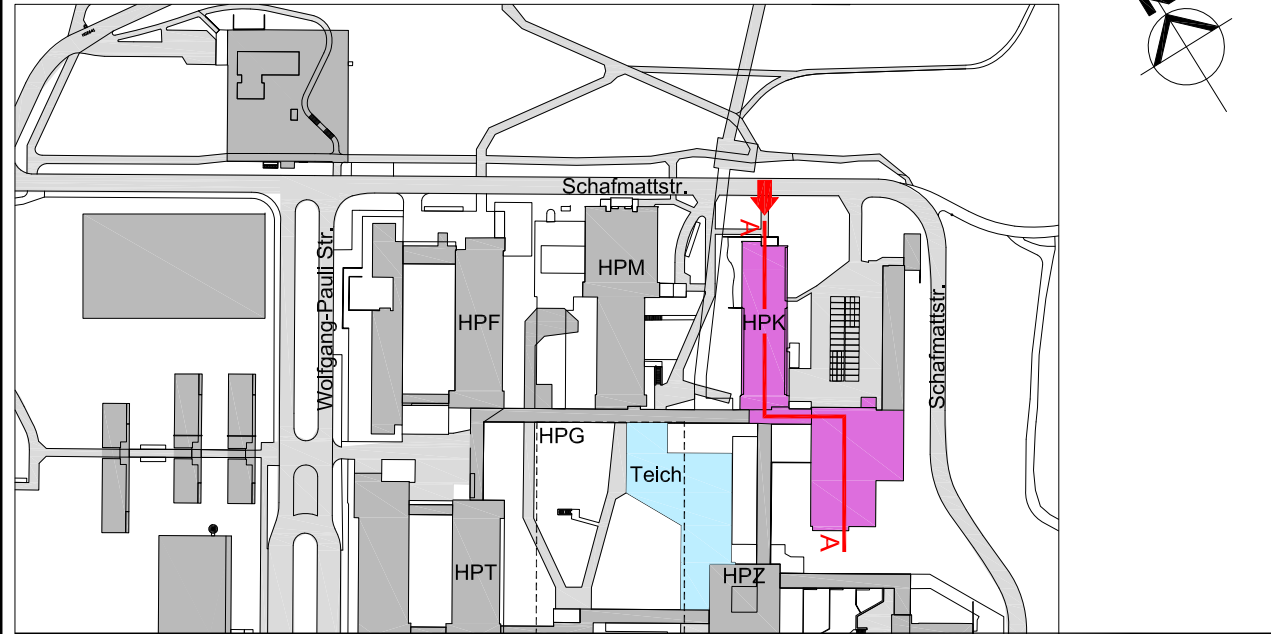 Schafmattstr.
A
HPM
Wolfgang-Pauli Str.
HPF
HPK
Schafmattstr.
HPG
Teich
A
HPT
HPZ